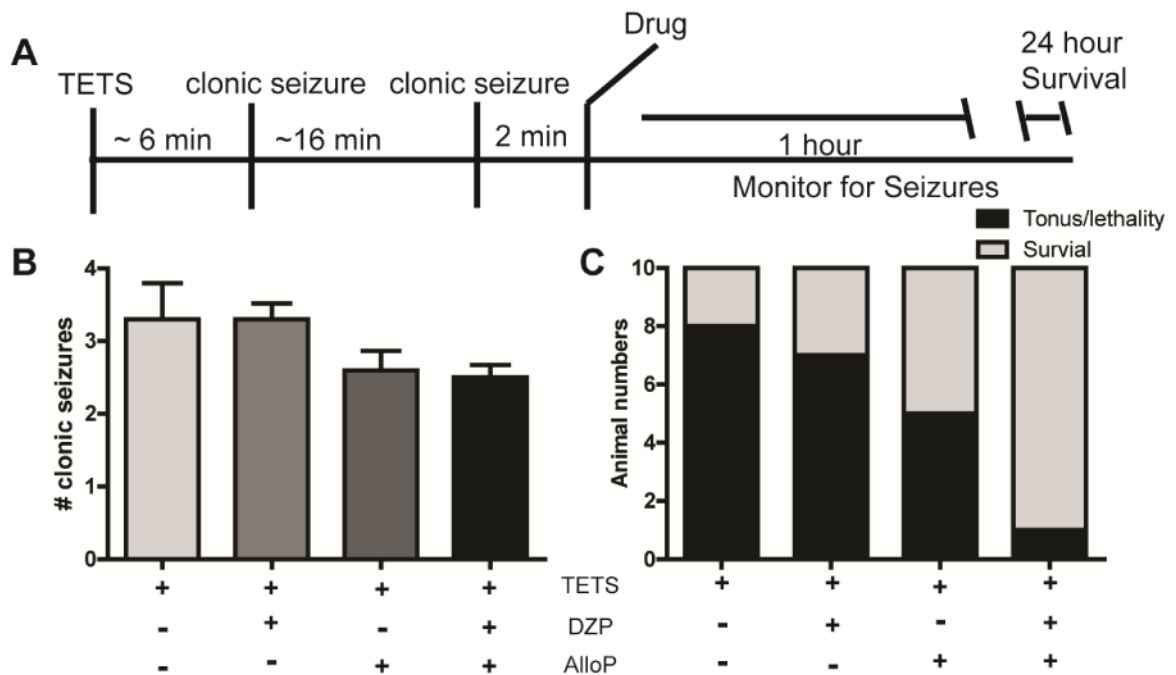 A
TETS
clonic seizure
clonic seizure
Drug
24 hour
Survival
~ 6 min
~16 min
2 min
1 hour
Monitor for Seizures
Tonus/lethality
Survial
B
# clonic seizures
4
3
2
1
0
C
Animal numbers
10
8
6
4
2
0
+ + + + TETS + + + +
- + - + DZP - + - +
- - + + AlloP - - + +